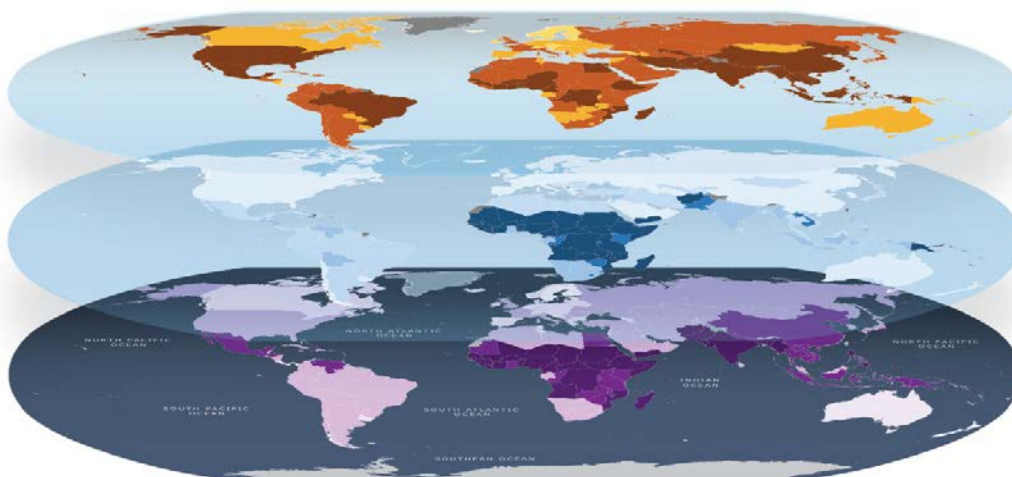 NORTH PACIFIC
OCEAN
NORTH ATLANTIC
OCEAN
NORTH PACIFIC
OCEAN
INDIAN
OCEAN
SOUTH PACIFIC
OCEAN
SOUTH ATLANTIC
OCEAN
SOUTHERN OCEAN